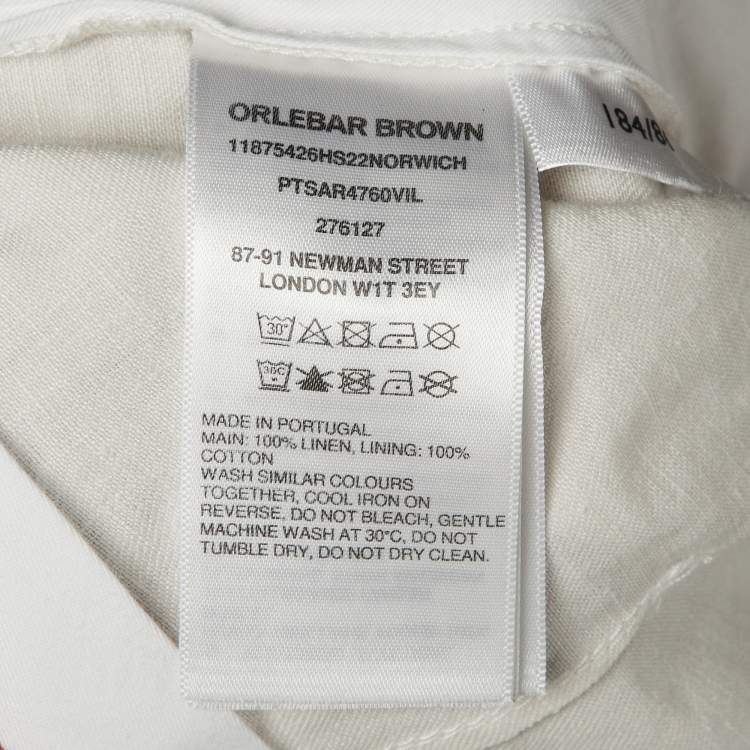 ORLEBAR BROWN
11875426HS22NORWICH
PTSAR4760VIL
276127
87-91 NEWMAN STREET
LONDON W1T 3EY
30°
30C
MADE IN PORTUGAL
MAIN: 100% LINEN, LINING: 100%
COTTON
WASH SIMILAR COLOURS
TOGETHER, COOL IRON ON
REVERSE, DO NOT BLEACH, GENTLE
MACHINE WASH AT 30°C, DO NOT
TUMBLE DRY, DO NOT DRY CLEAN.